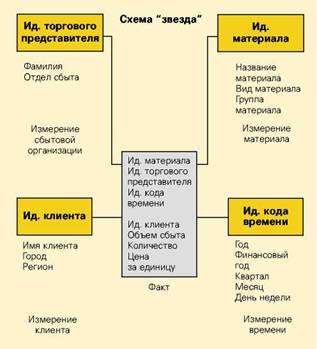 Схема "звезда"
Ид. торгового
представителя
Фамилия
Отдел сбыта
Измерение
сбытовой
организации
Ид.
материала
Название
материала
Вид материала
Группа
материала
Измерение
материала
Ид. материала
Ид. торгового
представителя
Ид. кода
времени
Ид. клиента
Объем сбыта
Количество
Цена
за единицу
Факт
Ид. клиента
Имя клиента
Город
Регион
Измерение
клиента
Ид. кода
времени
Год
Финансовый
год
Квартал
Месяц
День недели
Измерение
времени